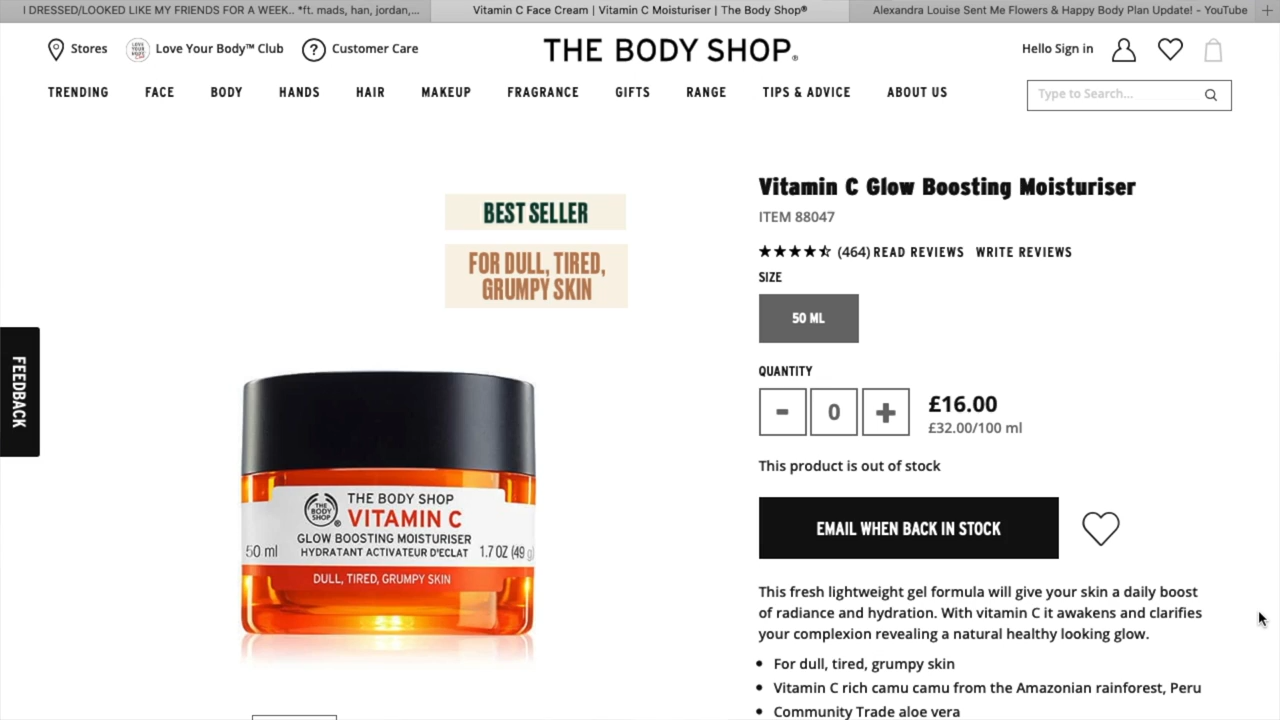 I DRESSED/LOOKED LIKE MY FRIENDS FOR A WEEK.. *ft. mads, han, jordan,...
Vitamin C Face Cream | Vitamin C Moisturiser | The Body Shop®
Alexandra Louise Sent Me Flowers & Happy Body Plan Update! - YouTube
Stores
Love Your Body™ Club
Customer Care
THE BODY SHOP®
Hello Sign in
TRENDING FACE BODY HANDS HAIR MAKEUP FRAGRANCE GIFTS RANGE TIPS & ADVICE ABOUT US
Type to Search...
Vitamin C Glow Boosting Moisturiser
ITEM 88047
(464) READ REVIEWS WRITE REVIEWS
SIZE
50 ML
QUANTITY
- 0 +
£16.00
£32.00/100 ml
This product is out of stock
EMAIL WHEN BACK IN STOCK
This fresh lightweight gel formula will give your skin a daily boost
of radiance and hydration. With vitamin C it awakens and clarifies
your complexion revealing a natural healthy looking glow.
• For dull, tired, grumpy skin
• Vitamin C rich camu camu from the Amazonian rainforest, Peru
• Community Trade aloe vera
BEST SELLER
FOR DULL, TIRED,
GRUMPY SKIN
FEEDBACK
THE BODY SHOP
THE BODY SHOP®
VITAMIN C
GLOW BOOSTING MOISTURISER
HYDRATANT ACTIVATEUR D'ECLAT
50 ml
1.7 OZ (49 g)
DULL, TIRED, GRUMPY SKIN